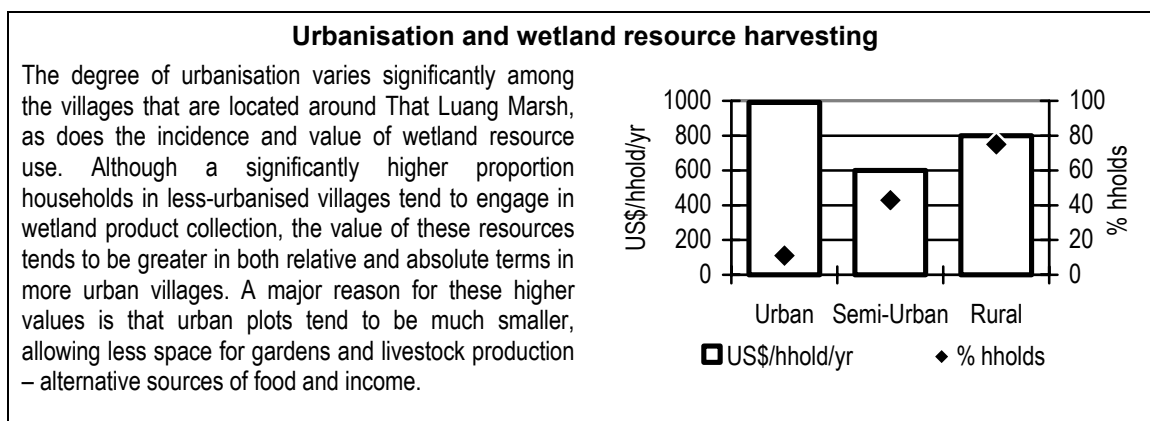 Urbanisation and wetland resource harvesting
The degree of urbanisation varies significantly among
the villages that are located around That Luang Marsh,
as does the incidence and value of wetland resource
use. Although a significantly higher proportion
households in less-urbanised villages tend to engage in
wetland product collection, the value of these resources
tends to be greater in both relative and absolute terms in
more urban villages. A major reason for these higher
values is that urban plots tend to be much smaller,
allowing less space for gardens and livestock production
– alternative sources of food and income.
US$/hhold/yr
1000
800
600
400
200
0
100
80
60
40
20
0
% hholds
Urban Semi-Urban Rural
US$/hhold/yr % hholds